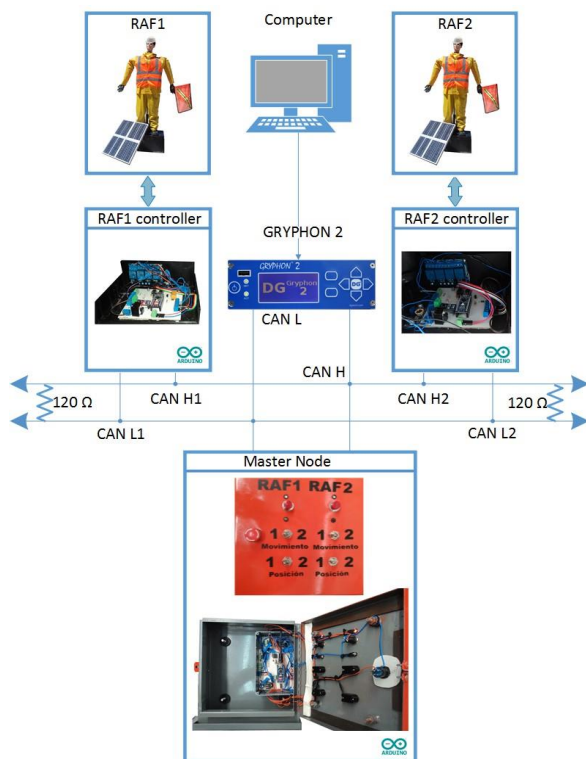 RAF1
Computer
RAF2
RAF1 controller
GRYPHON 2
RAF2 controller
GRYPHON 2
DG Gryphon 2
DG
ARDUINO
CAN L
ARDUINO
CAN H
120 Ω
CAN H1
CAN H2
120 Ω
CAN L1
CAN L2
Master Node
RAF1 RAF2
1 2 1 2
Movimiento Movimiento
1 2 1 2
Posición Posición
ARDUINO